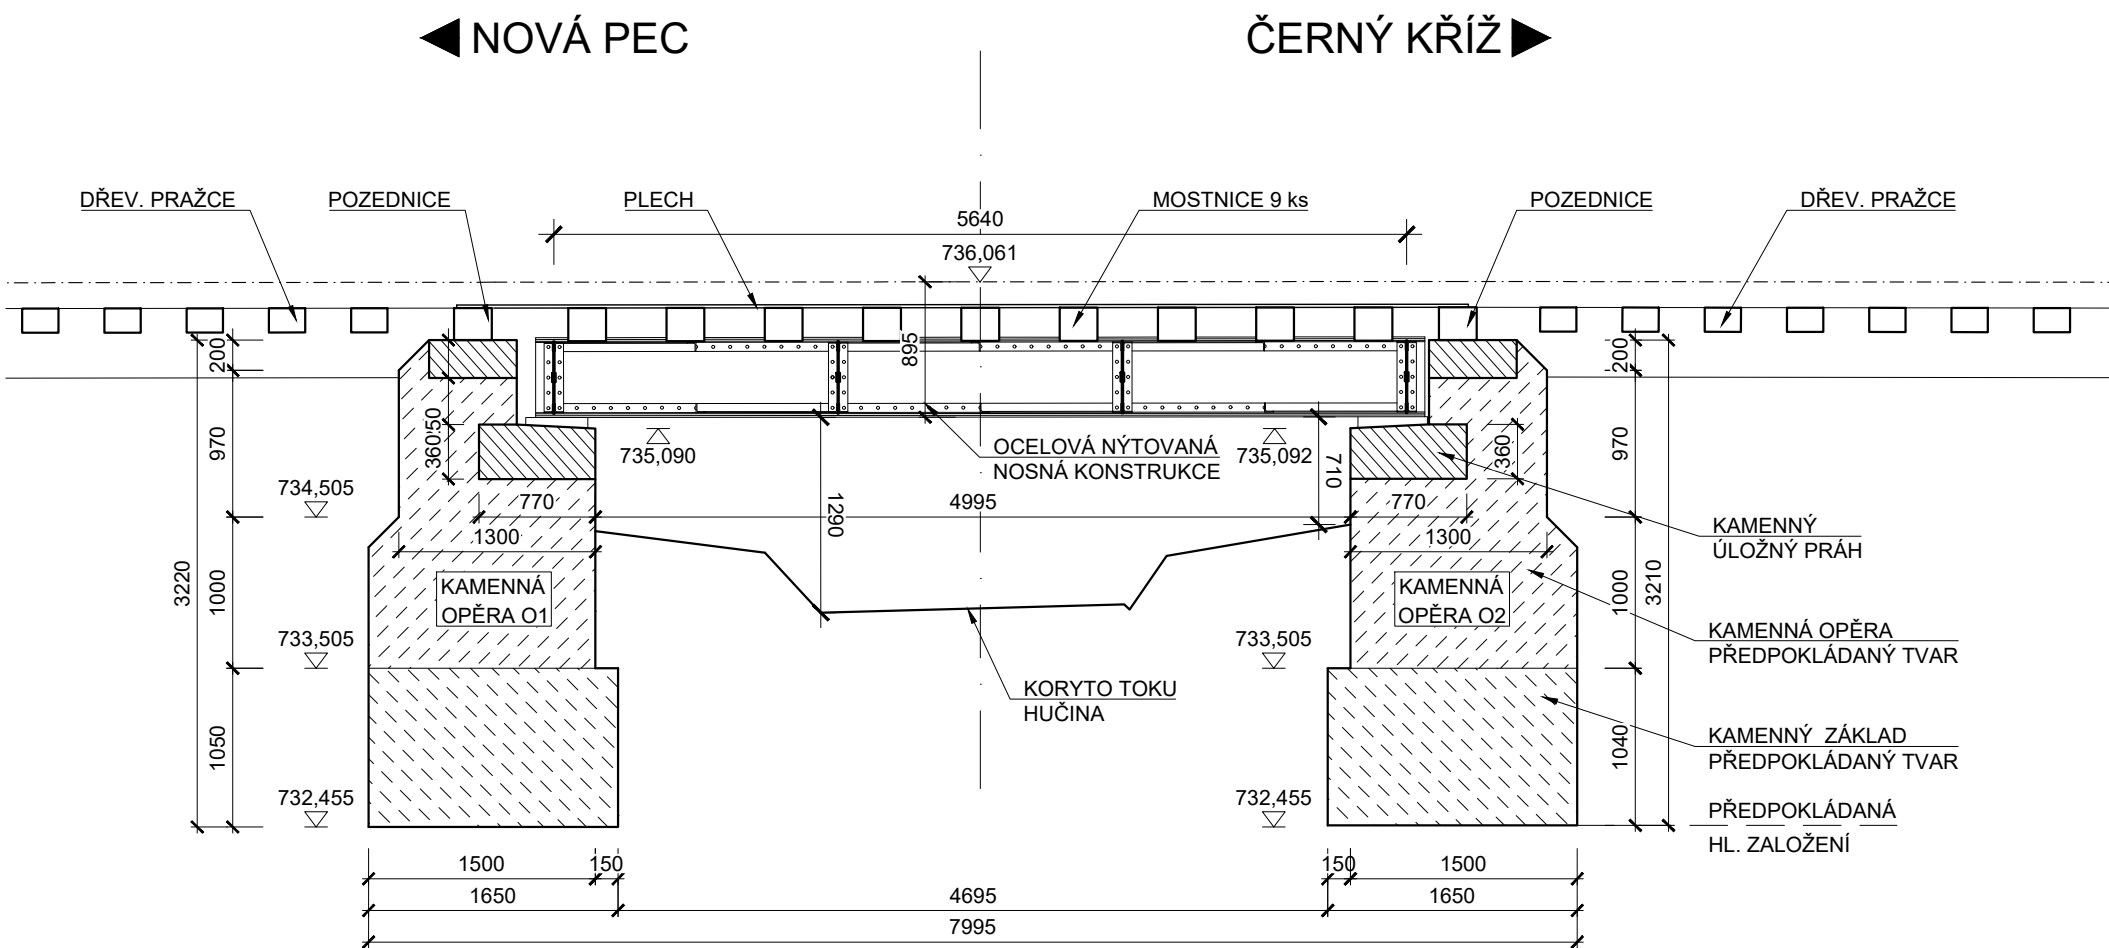 NOVÁ PEC
ČERNÝ KŘÍŽ
DŘEV. PRAŽCE
POZEDNICE
PLECH
MOSTNICE 9 ks
POZEDNICE
DŘEV. PRAŽCE
5640
736,061
895
200
970
1000
1050
3220
360
734,505
733,505
732,455
735,090
735,092
OCELOVÁ NÝTOVANÁ
NOSNÁ KONSTRUKCE
710
360
770
4995
770
1290
1300
1300
KAMENNÁ
OPĚRA O1
KAMENNÁ
OPĚRA O2
200
970
1000
1040
3210
KAMENNÝ
ÚLOŽNÝ PRÁH
KAMENNÁ OPĚRA
PŘEDPOKLÁDANÝ TVAR
KORYTO TOKU
HUČINA
733,505
732,455
KAMENNÝ ZÁKLAD
PŘEDPOKLÁDANÝ TVAR
PŘEDPOKLÁDANÁ
HL. ZALOŽENÍ
1500
150
150
1500
1650
4695
1650
7995